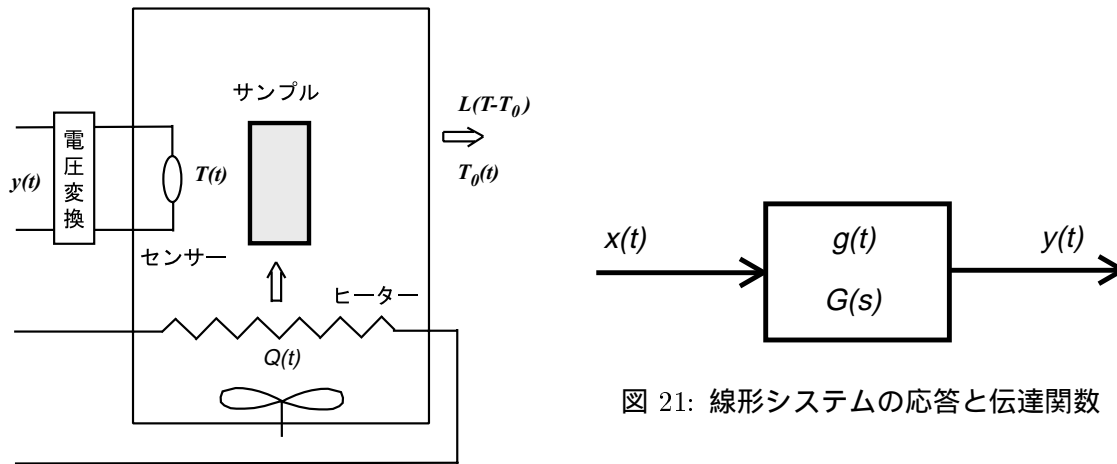 サンプル
L(T-T₀)
電圧変換
y(t)
T(t)
T₀(t)
センサー
ヒーター
Q(t)
x(t)
g(t)
y(t)
G(s)
図 21: 線形システムの応答と伝達関数